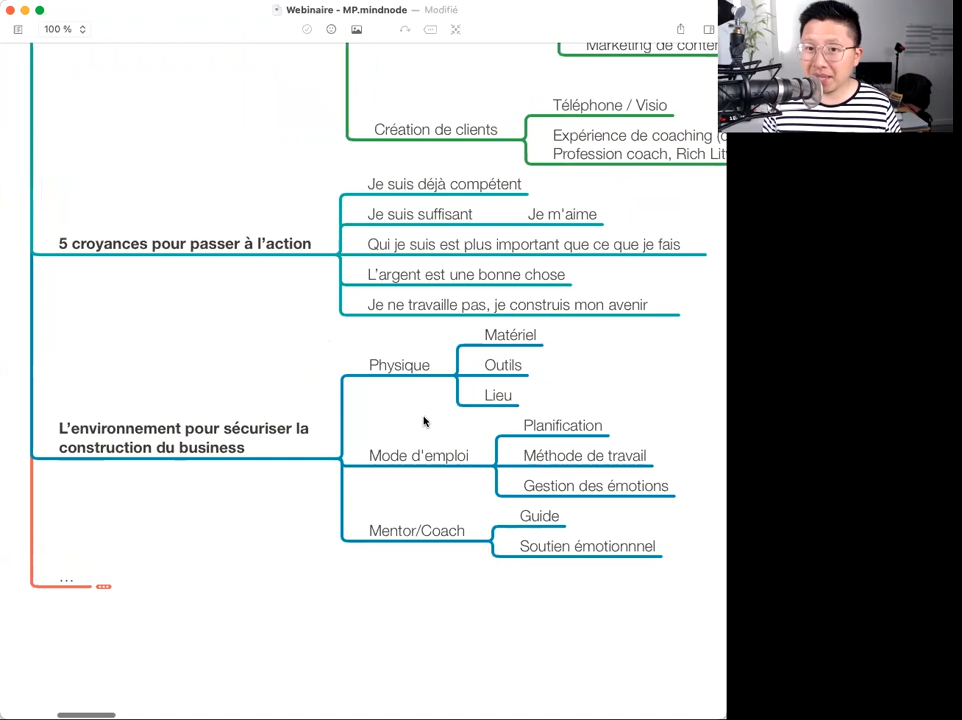 Webinaire - MP.mindnode — Modifié
100 %
Marketing de conten
Téléphone / Visio
Création de clients
Expérience de coaching (
Profession coach, Rich Lit
Je suis déjà compétent
Je suis suffisant Je m'aime
5 croyances pour passer à l’action
Qui je suis est plus important que ce que je fais
L’argent est une bonne chose
Je ne travaille pas, je construis mon avenir
Matériel
Physique
Outils
Lieu
L’environnement pour sécuriser la
construction du business
Planification
Mode d'emploi
Méthode de travail
Gestion des émotions
Guide
Mentor/Coach
Soutien émotionnnel
...